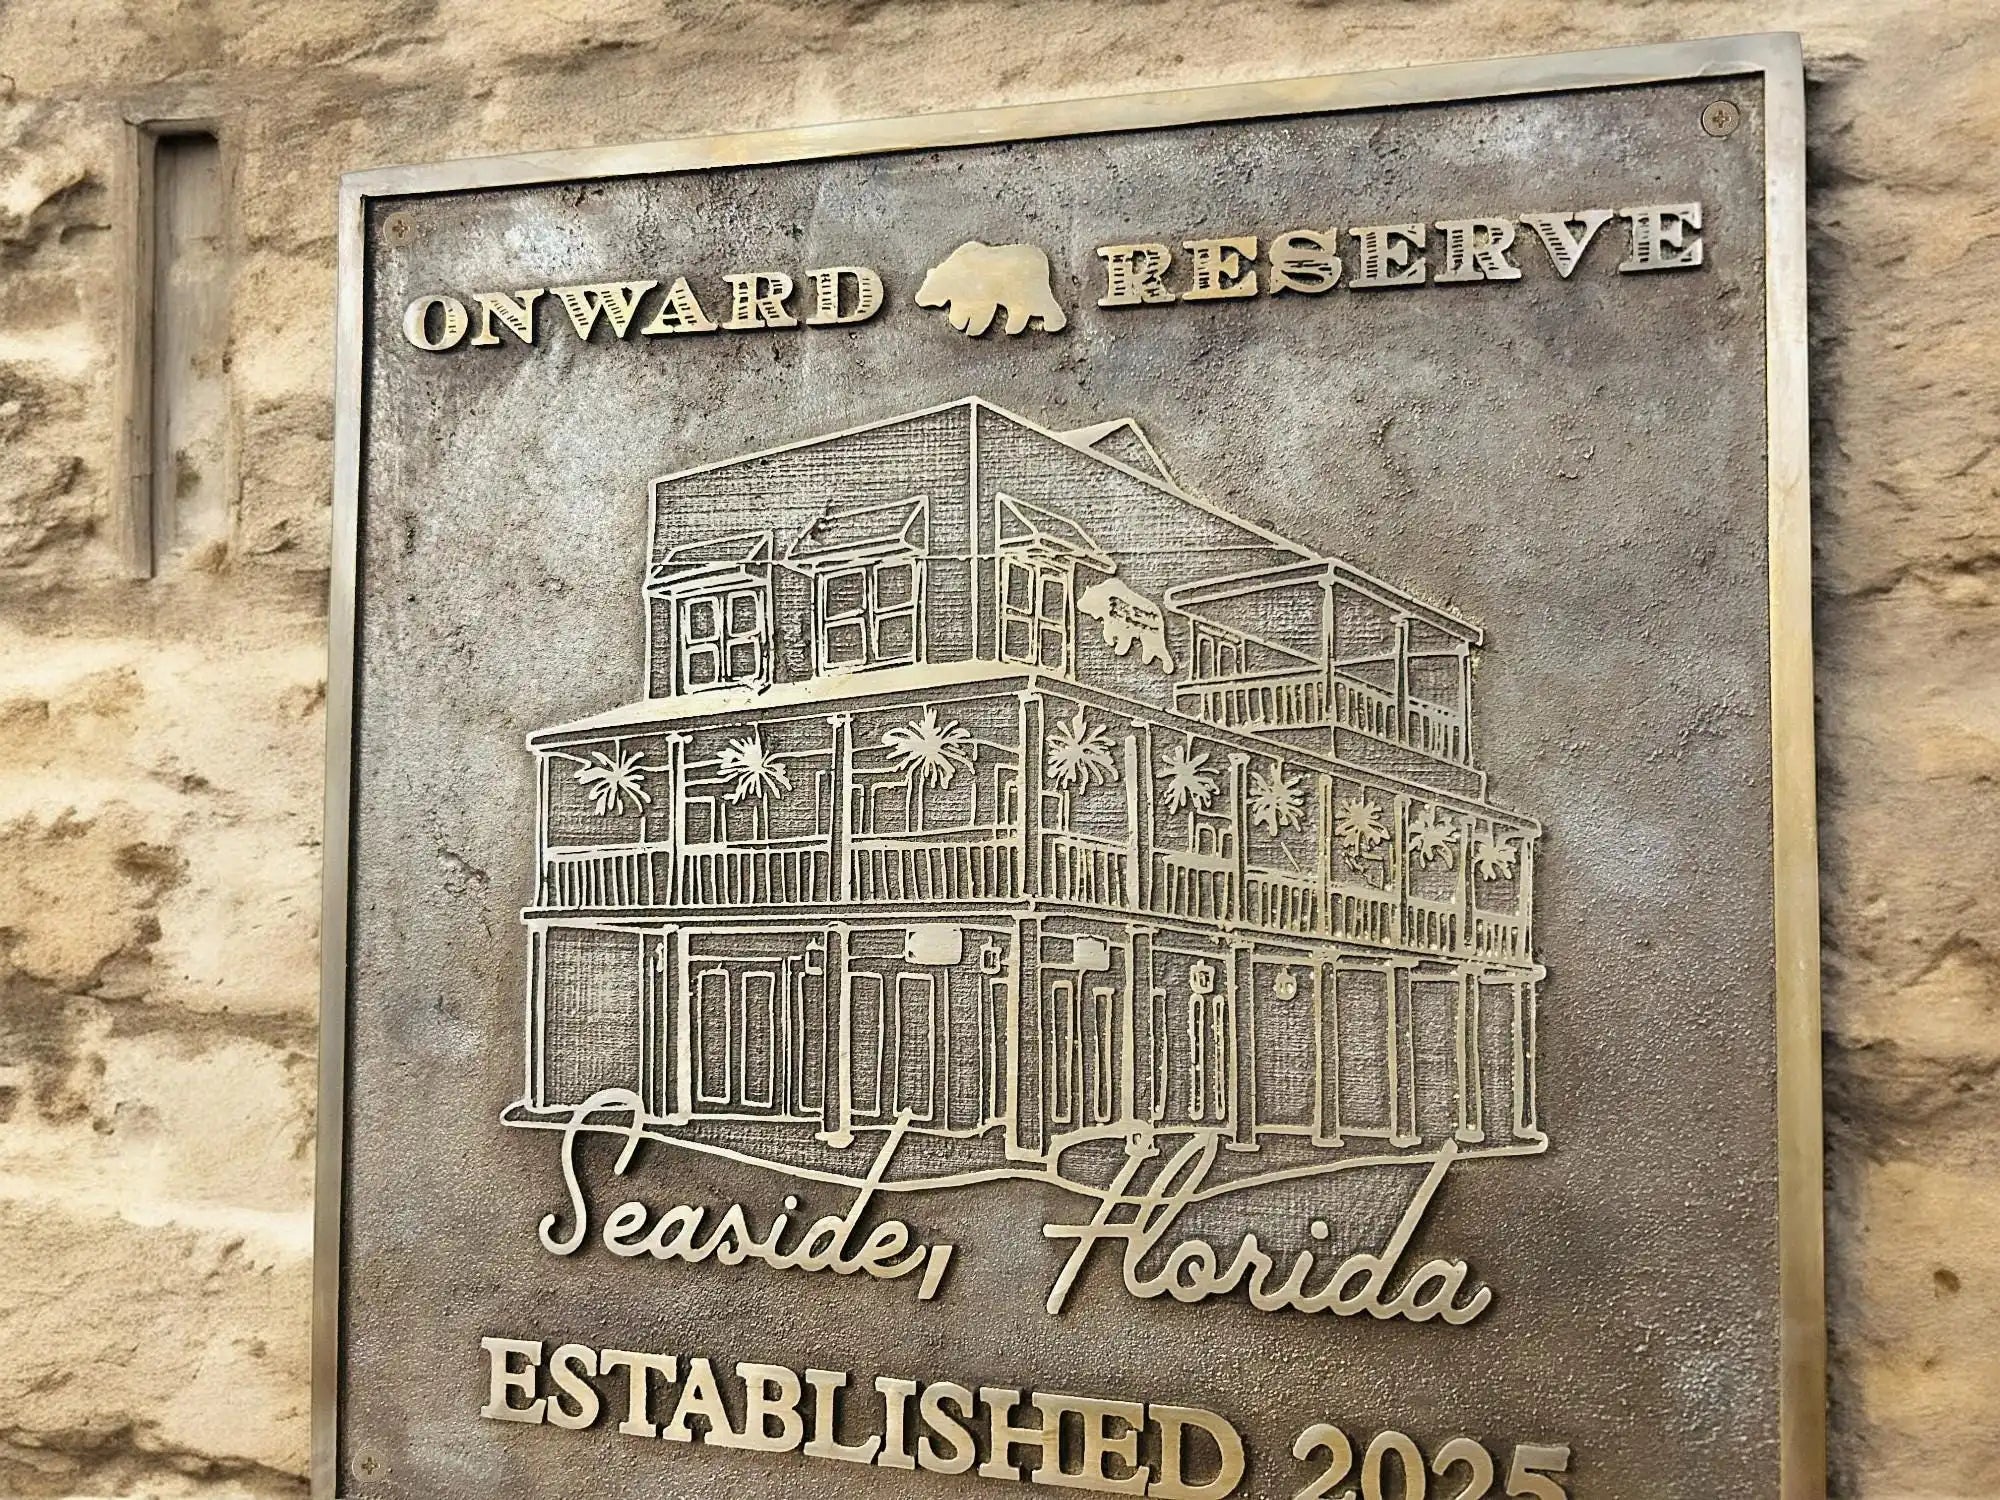 ONWARD RESERVE
Seaside, Florida
ESTABLISHED 2025